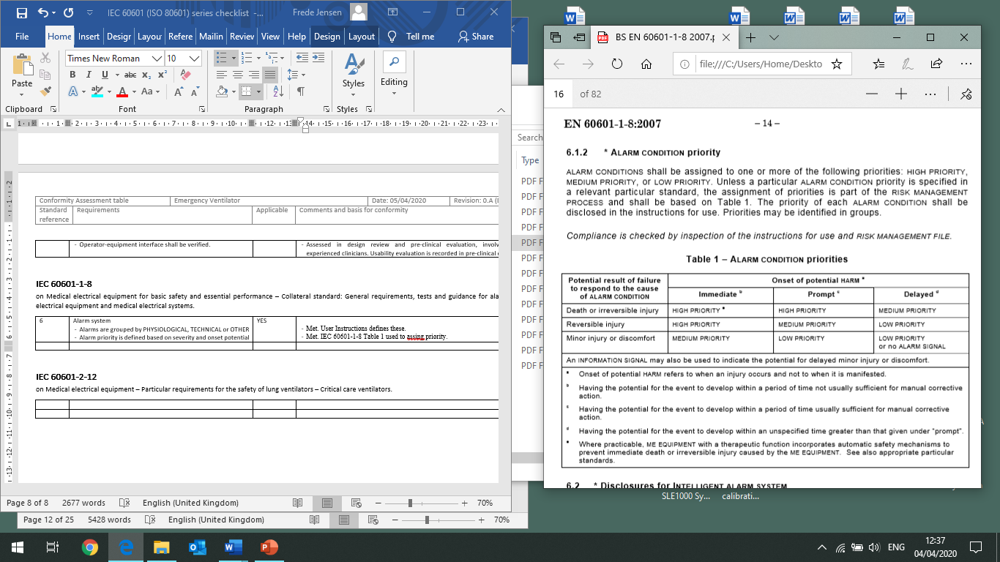 IEC 60601 (ISO 80601) series checklist -...
Frede Jensen
File Home Insert Desigr Layou Refere Mailin Reviev View Help Design Layout Tell me Share
Times New Roman 10
Paste
Styles
Editing
Clipboard Font Paragraph Styles
Conformity Assessment table Emergency Ventilator Date: 05/04/2020 Revision: 0.A (
Standard reference Requirements Applicable Comments and basis for conformity
- Operator-equipment interface shall be verified.
- Assessed in design review and pre-clinical evaluation, involv
experienced clinicians. Usability evaluation is recorded in pre-clinical
IEC 60601-1-8
on Medical electrical equipment for basic safety and essential performance – Collateral standard: General requirements, tests and guidance for ala
electrical equipment and medical electrical systems.
6 Alarm system YES
- Alarms are grouped by PHYSIOLOGICAL, TECHNICAL or OTHER
- Alarm priority is defined based on severity and onset potential
- Met. User Instructions defines these.
- Met. IEC 60601-1-8 Table 1 used to assing priority.
IEC 60601-2-12
on Medical electrical equipment – Particular requirements for the safety of lung ventilators – Critical care ventilators.
Page 8 of 8 2677 words English (United Kingdom) 70%
Page 12 of 25 5428 words English (United Kingdom) 70%
Search
Type
PDF F
PDF F
PDF F
PDF F
PDF F
PDF F
PDF F
PDF F
PDF F
PDF F
PDF F
PDF F
PDF F
BS EN 60601-1-8 2007.p
file:///C:/Users/Home/Deskto
16 of 82
EN 60601-1-8:2007 – 14 –
6.1.2 * ALARM CONDITION priority
ALARM CONDITIONS shall be assigned to one or more of the following priorities: HIGH PRIORITY,
MEDIUM PRIORITY, or LOW PRIORITY. Unless a particular ALARM CONDITION priority is specified in
a relevant particular standard, the assignment of priorities is part of the RISK MANAGEMENT
PROCESS and shall be based on Table 1. The priority of each ALARM CONDITION shall be
disclosed in the instructions for use. Priorities may be identified in groups.
Compliance is checked by inspection of the instructions for use and RISK MANAGEMENT FILE.
Table 1 – ALARM CONDITION priorities
Potential result of failure
to respond to the cause
of ALARM CONDITION
Onset of potential HARM a
Immediate b Prompt c Delayed d
Death or irreversible injury HIGH PRIORITY e HIGH PRIORITY MEDIUM PRIORITY
Reversible injury HIGH PRIORITY MEDIUM PRIORITY LOW PRIORITY
Minor injury or discomfort MEDIUM PRIORITY LOW PRIORITY LOW PRIORITY
or no ALARM SIGNAL
An INFORMATION SIGNAL may also be used to indicate the potential for delayed minor injury or discomfort.
a Onset of potential HARM refers to when an injury occurs and not to when it is manifested.
b Having the potential for the event to develop within a period of time not usually sufficient for manual corrective
action.
c Having the potential for the event to develop within a period of time usually sufficient for manual corrective
action.
d Having the potential for the event to develop within an unspecified time greater than that given under "prompt".
e Where practicable, ME EQUIPMENT with a therapeutic function incorporates automatic safety mechanisms to
prevent immediate death or irreversible injury caused by the ME EQUIPMENT. See also appropriate particular
standards.
6.2 * Disclosures for INTELLIGENT ALARM SYSTEM
SLE1000 Sy... calibrati...
ENG
12:37
04/04/2020